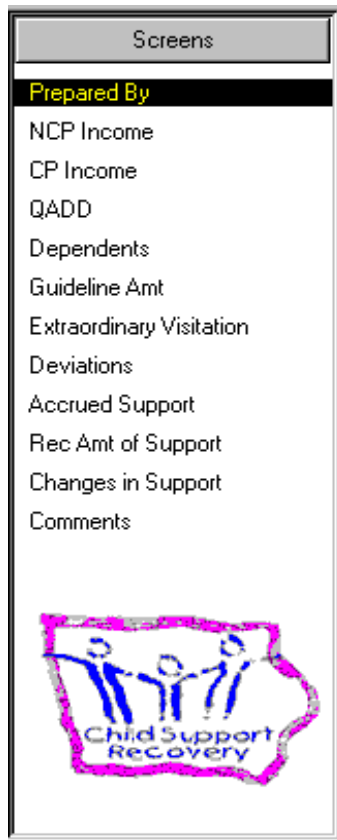 Screens
Prepared By
NCP Income
CP Income
QADD
Dependents
Guideline Amt
Extraordinary Visitation
Deviations
Accrued Support
Rec Amt of Support
Changes in Support
Comments
Child Support
Recovery